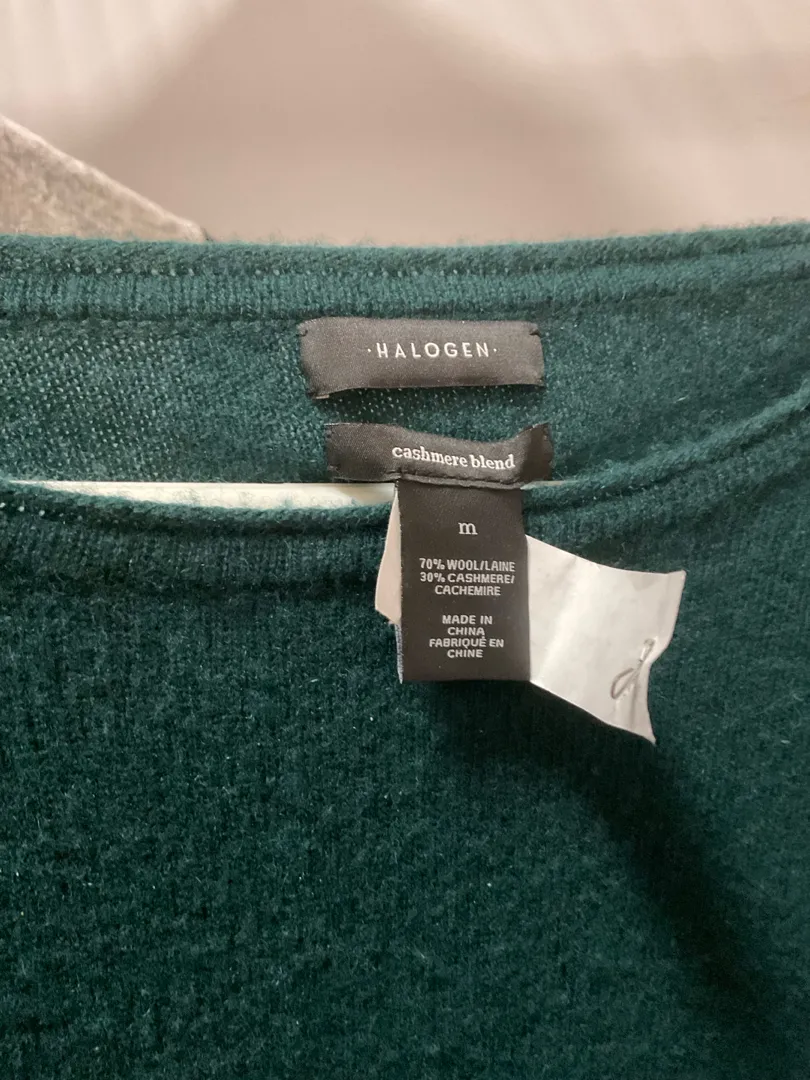 ·HALOGEN·
cashmere blend
m
70% WOOL/LAINE
30% CASHMERE/
CACHEMIRE
MADE IN
CHINA
FABRIQUÉ EN
CHINE